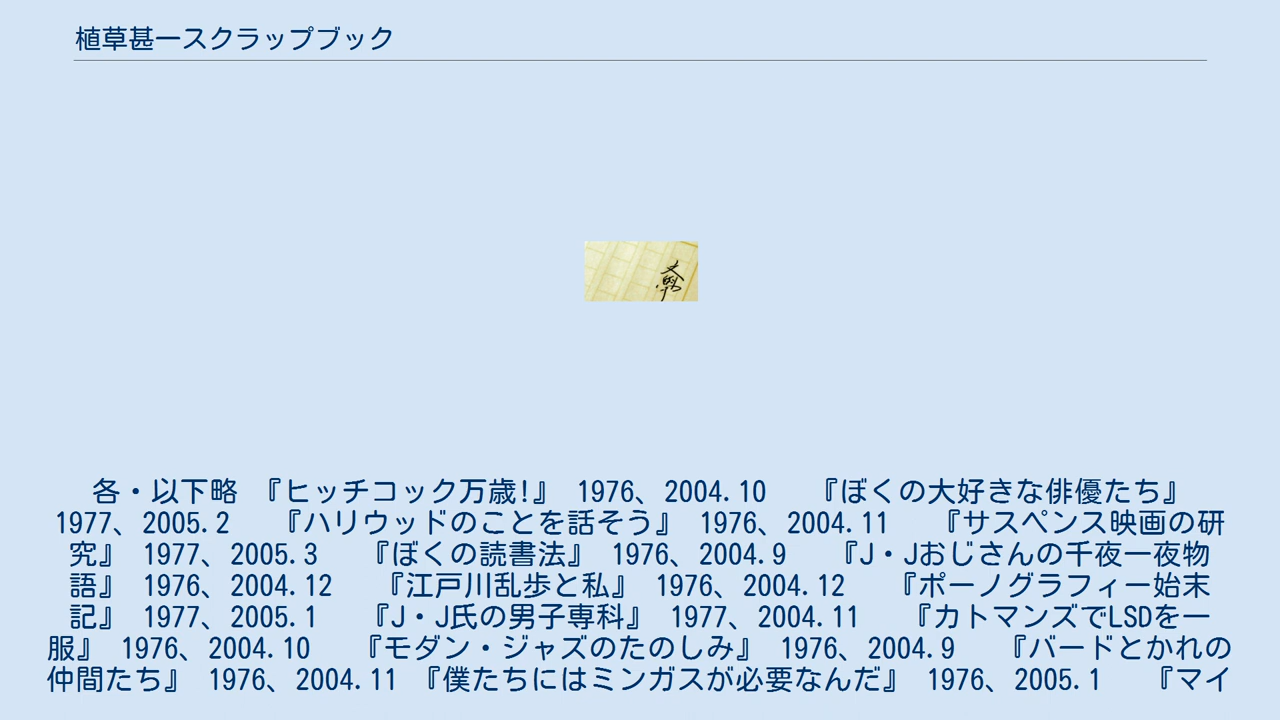 植草甚一スクラップブック
各・以下略 『ヒッチコック万歳!』 1976、2004.10 『ぼくの大好きな俳優たち』
1977、2005.2 『ハリウッドのことを話そう』 1976、2004.11 『サスペンス映画の研
究』 1977、2005.3 『ぼくの読書法』 1976、2004.9 『J・Jおじさんの千夜一夜物
語』 1976、2004.12 『江戸川乱歩と私』 1976、2004.12 『ポーノグラフィー始末
記』 1977、2005.1 『J・J氏の男子専科』 1977、2004.11 『カトマンズでLSDを一
服』 1976、2004.10 『モダン・ジャズのたのしみ』 1976、2004.9 『バードとかれの
仲間たち』 1976、2004.11 『僕たちにはミンガスが必要なんだ』 1976、2005.1 『マイ